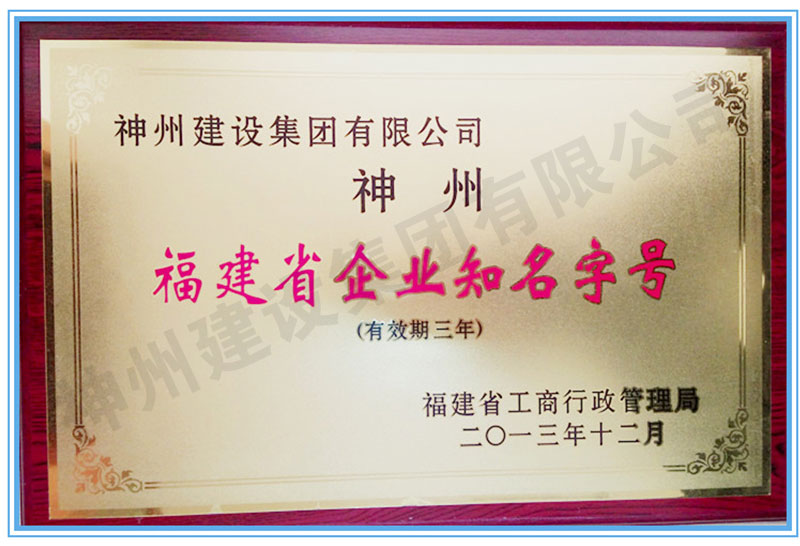 神州建设集团有限公司
神 州
福建省企业知名字号
(有效期三年)
福建省工商行政管理局
二〇一三年十二月
神州建设集团有限公司